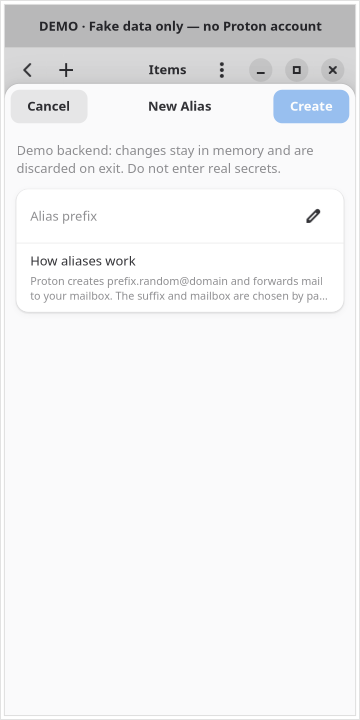 DEMO · Fake data only — no Proton account
Items
Cancel
New Alias
Create
Demo backend: changes stay in memory and are
discarded on exit. Do not enter real secrets.
Alias prefix
How aliases work
Proton creates prefix.random@domain and forwards mail
to your mailbox. The suffix and mailbox are chosen by pa…